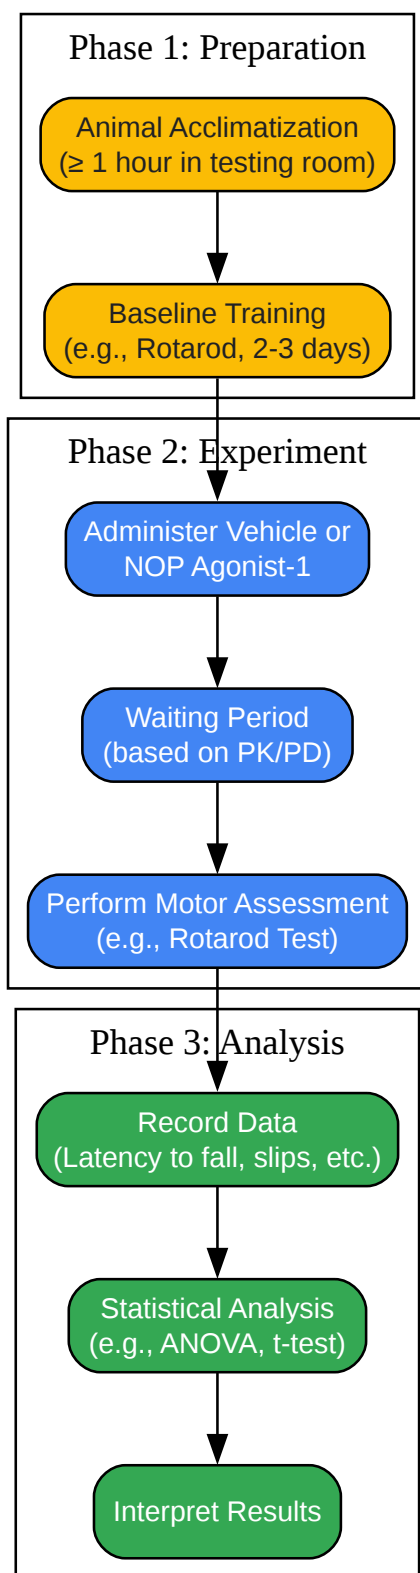 Phase 1: Preparation
Animal Acclimatization
(≥ 1 hour in testing room)
Baseline Training
(e.g., Rotarod, 2-3 days)
Phase 2: Experiment
Administer Vehicle or
NOP Agonist-1
Waiting Period
(based on PK/PD)
Perform Motor Assessment
(e.g., Rotarod Test)
Phase 3: Analysis
Record Data
(Latency to fall, slips, etc.)
Statistical Analysis
(e.g., ANOVA, t-test)
Interpret Results